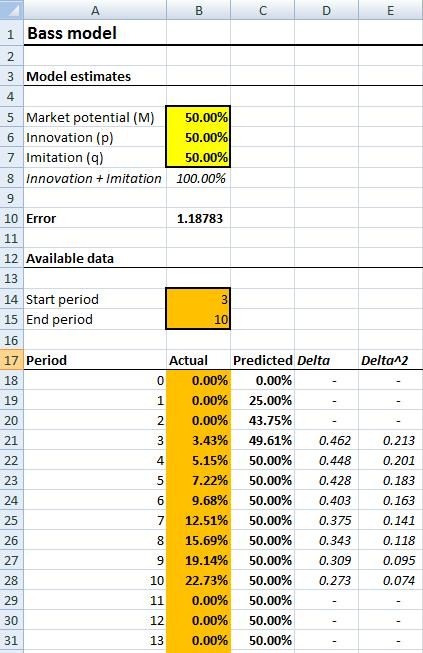 A B C D E
1 Bass model
2
3 Model estimates
4
5 Market potential (M) 50.00%
6 Innovation (p) 50.00%
7 Imitation (q) 50.00%
8 Innovation + Imitation 100.00%
9
10 Error 1.18783
11
12 Available data
13
14 Start period 3
15 End period 10
16
17 Period Actual Predicted Delta Delta^2
18 0 0.00% 0.00% - -
19 1 0.00% 25.00% - -
20 2 0.00% 43.75% - -
21 3 3.43% 49.61% 0.462 0.213
22 4 5.15% 50.00% 0.448 0.201
23 5 7.22% 50.00% 0.428 0.183
24 6 9.68% 50.00% 0.403 0.163
25 7 12.51% 50.00% 0.375 0.141
26 8 15.69% 50.00% 0.343 0.118
27 9 19.14% 50.00% 0.309 0.095
28 10 22.73% 50.00% 0.273 0.074
29 11 0.00% 50.00% - -
30 12 0.00% 50.00% - -
31 13 0.00% 50.00% - -